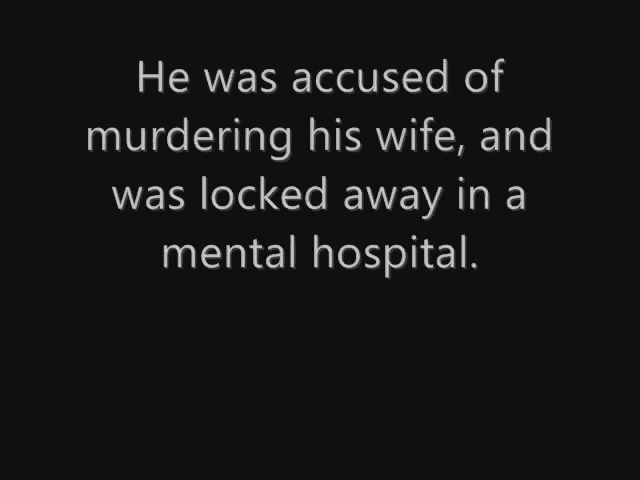 He was accused of
murdering his wife, and
was locked away in a
mental hospital.